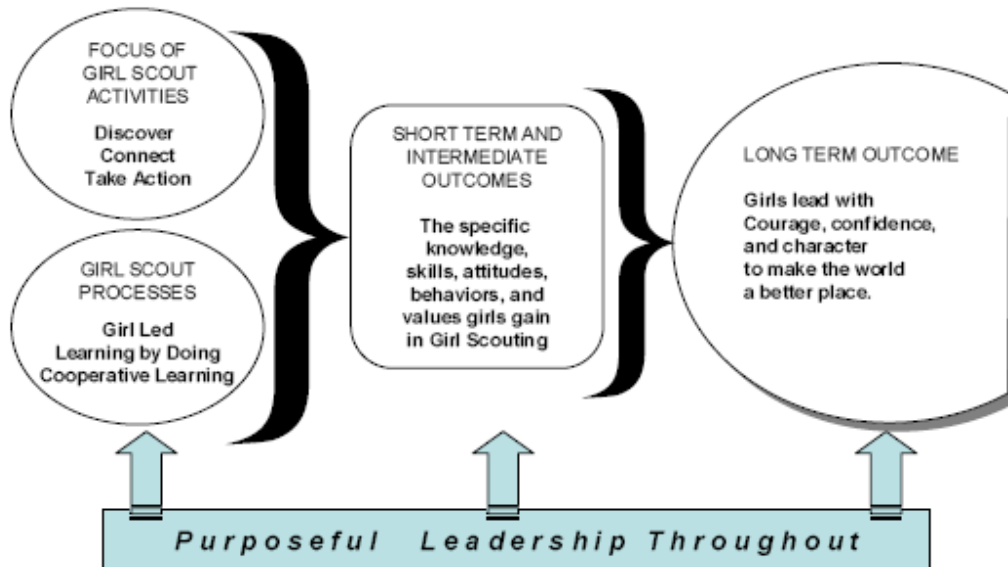 FOCUS OF
GIRL SCOUT
ACTIVITIES
Discover
Connect
Take Action
GIRL SCOUT
PROCESSES
Girl Led
Learning by Doing
Cooperative Learning
SHORT TERM AND
INTERMEDIATE
OUTCOMES
The specific
knowledge,
skills, attitudes,
behaviors, and
values girls gain
in Girl Scouting
LONG TERM OUTCOME
Girls lead with
Courage, confidence,
and character
to make the world
a better place.
Purposeful Leadership Throughout